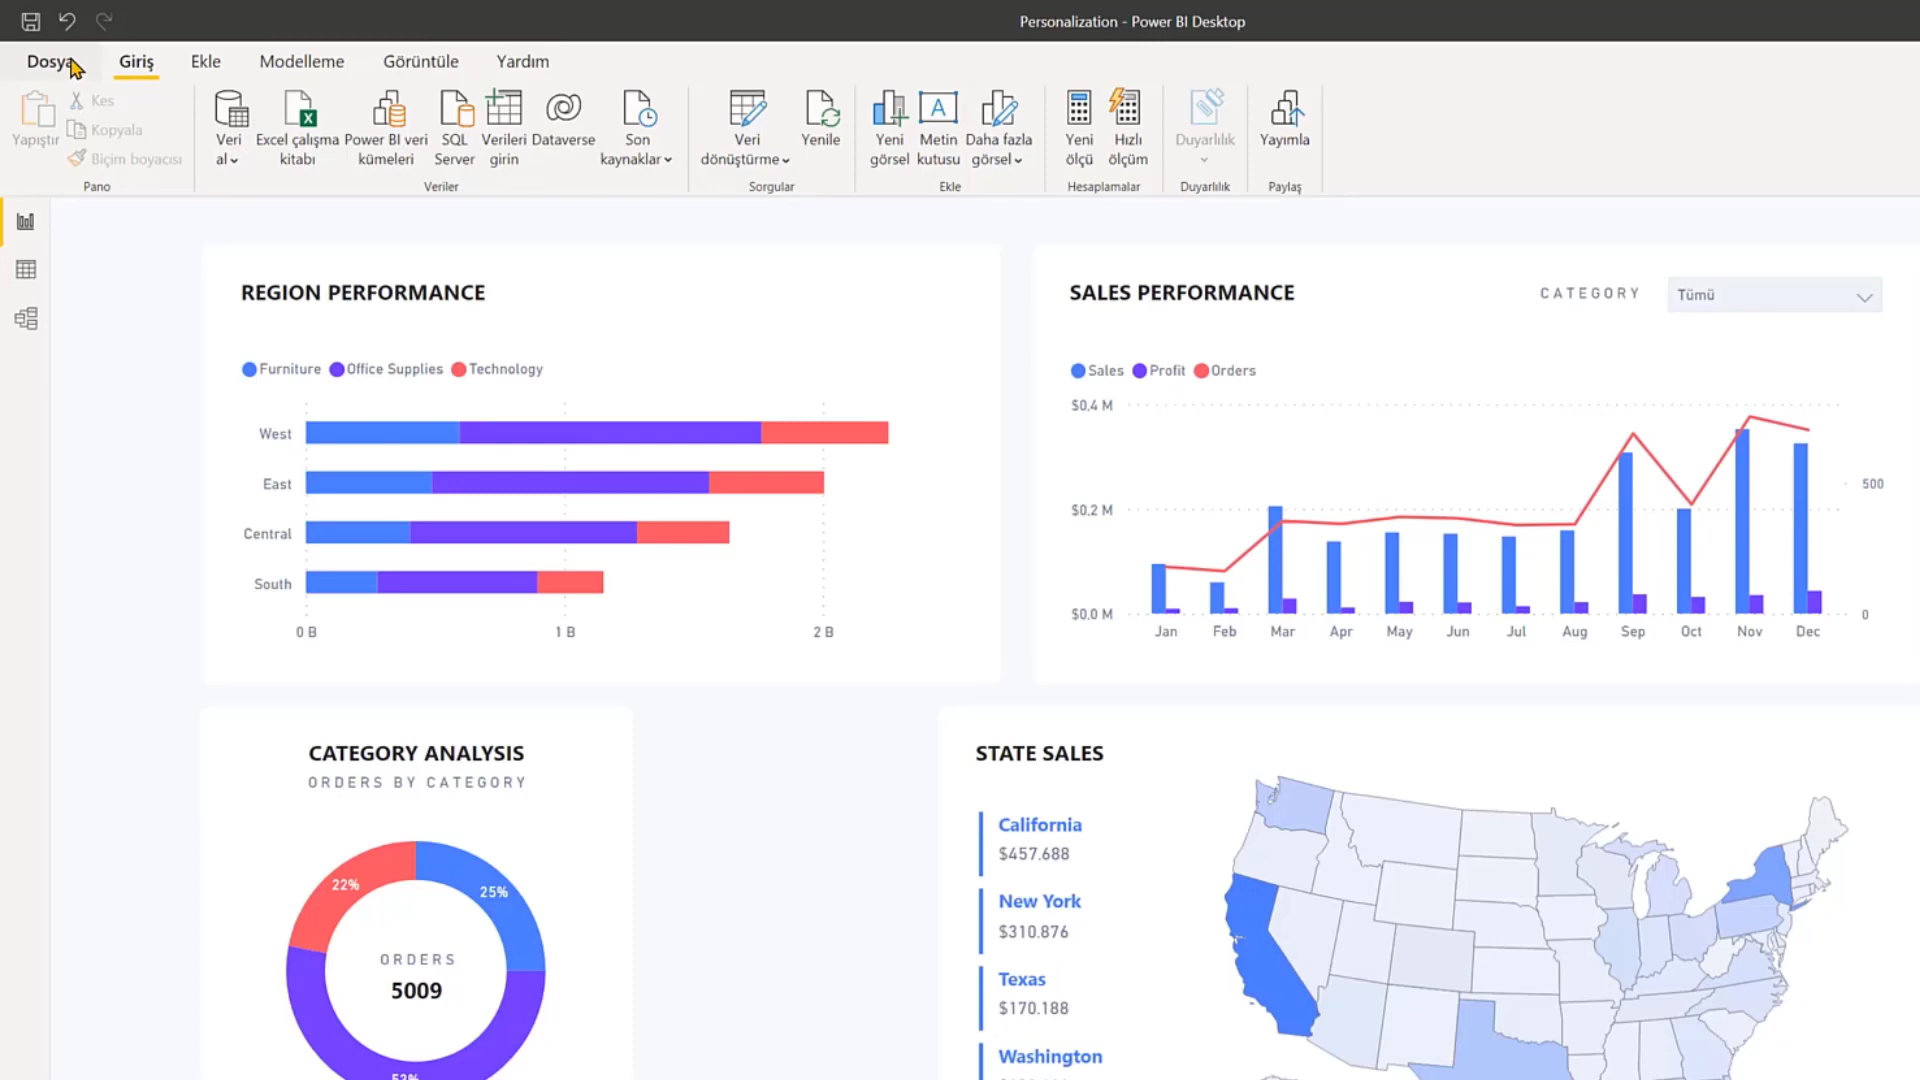 Personalization - Power BI Desktop
Dosya
Giriş
Ekle
Modelleme
Görüntüle
Yardım
Yapıştır
Kes
Kopyala
Biçim boyacısı
Pano
Veri al
Excel çalışma kitabı
Power BI veri kümeleri
SQL Server
Verileri girin
Dataverse
Son kaynaklar
Veriler
Veri dönüştürme
Yenile
Sorgular
Yeni görsel
Metin kutusu
Daha fazla görsel
Ekle
Yeni ölçü
Hızlı ölçüm
Hesaplamalar
Duyarlılık
Duyarlılık
Yayımla
Paylaş
REGION PERFORMANCE
Furniture Office Supplies Technology
West
East
Central
South
0 B 1 B 2 B
SALES PERFORMANCE
CATEGORY
Tümü
Sales Profit Orders
$0,4 M
$0,2 M
$0,0 M
500
0
Jan Feb Mar Apr May Jun Jul Aug Sep Oct Nov Dec
CATEGORY ANALYSIS
ORDERS BY CATEGORY
22%
25%
ORDERS
5009
STATE SALES
California
$457.688
New York
$310.876
Texas
$170.188
Washington